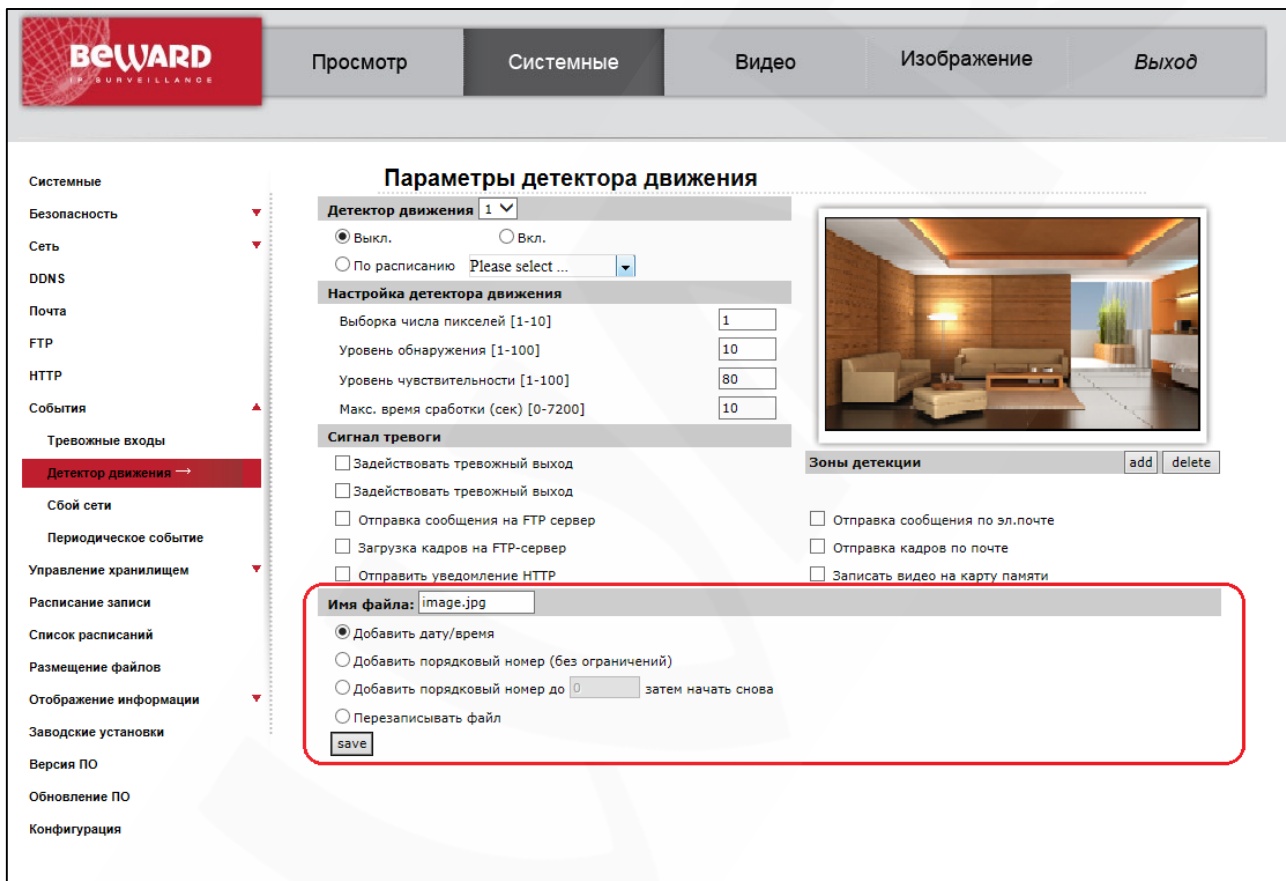 BEWARD
IP SURVEILLANCE
Просмотр
Системные
Видео
Изображение
Выход
Системные
Безопасность
Сеть
DDNS
Почта
FTP
HTTP
События
Тревожные входы
Детектор движения →
Сбой сети
Периодическое событие
Управление хранилищем
Расписание записи
Список расписаний
Размещение файлов
Отображение информации
Заводские установки
Версия ПО
Обновление ПО
Конфигурация
Параметры детектора движения
Детектор движения 1
Выкл. Вкл.
По расписанию Please select ...
Настройка детектора движения
Выборка числа пикселей [1-10] 1
Уровень обнаружения [1-100] 10
Уровень чувствительности [1-100] 80
Макс. время сработки (сек) [0-7200] 10
Сигнал тревоги
Зоны детекции add delete
Задействовать тревожный выход
Задействовать тревожный выход
Отправка сообщения на FTP сервер Отправка сообщения по эл.почте
Загрузка кадров на FTP-сервер Отправка кадров по почте
Отправить уведомление HTTP Записать видео на карту памяти
Имя файла: image.jpg
Добавить дату/время
Добавить порядковый номер (без ограничений)
Добавить порядковый номер до 0 затем начать снова
Перезаписывать файл
save